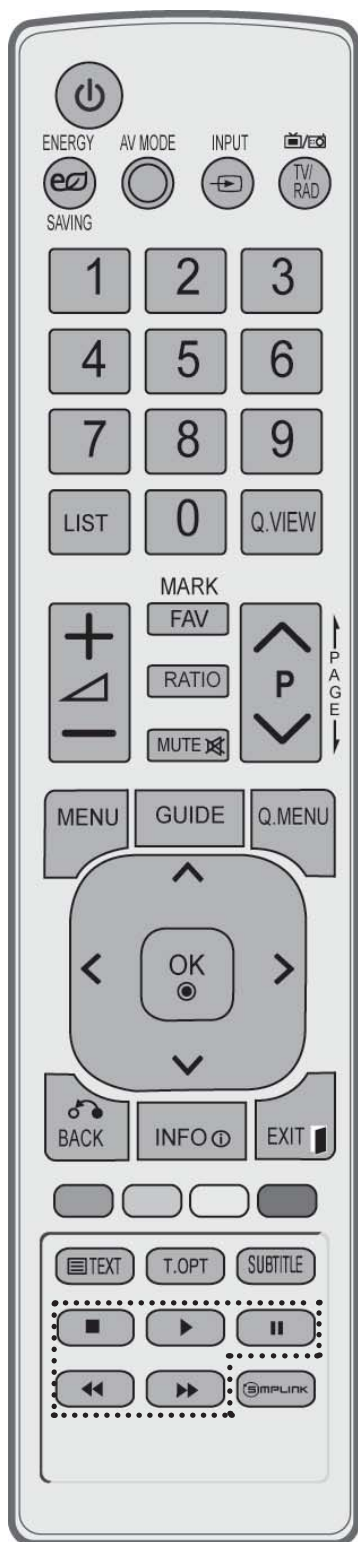 ENERGY AV MODE INPUT
TV/
RAD
SAVING
1 2 3
4 5 6
7 8 9
LIST 0 Q.VIEW
MARK
FAV
RATIO P
MUTE
PAGE
MENU GUIDE Q.MENU
OK
BACK INFO EXIT
TEXT T.OPT SUBTITLE
SIMPLINK